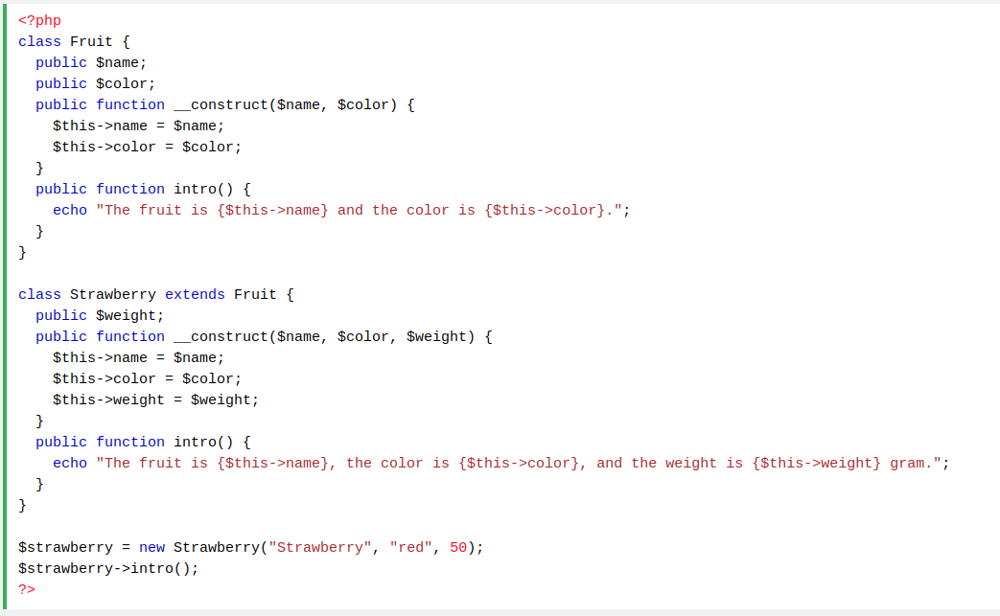 <?php
class Fruit {
  public $name;
  public $color;
  public function __construct($name, $color) {
    $this->name = $name;
    $this->color = $color;
  }
  public function intro() {
    echo "The fruit is {$this->name} and the color is {$this->color}.";
  }
}

class Strawberry extends Fruit {
  public $weight;
  public function __construct($name, $color, $weight) {
    $this->name = $name;
    $this->color = $color;
    $this->weight = $weight;
  }
  public function intro() {
    echo "The fruit is {$this->name}, the color is {$this->color}, and the weight is {$this->weight} gram.";
  }
}

$strawberry = new Strawberry("Strawberry", "red", 50);
$strawberry->intro();
?>